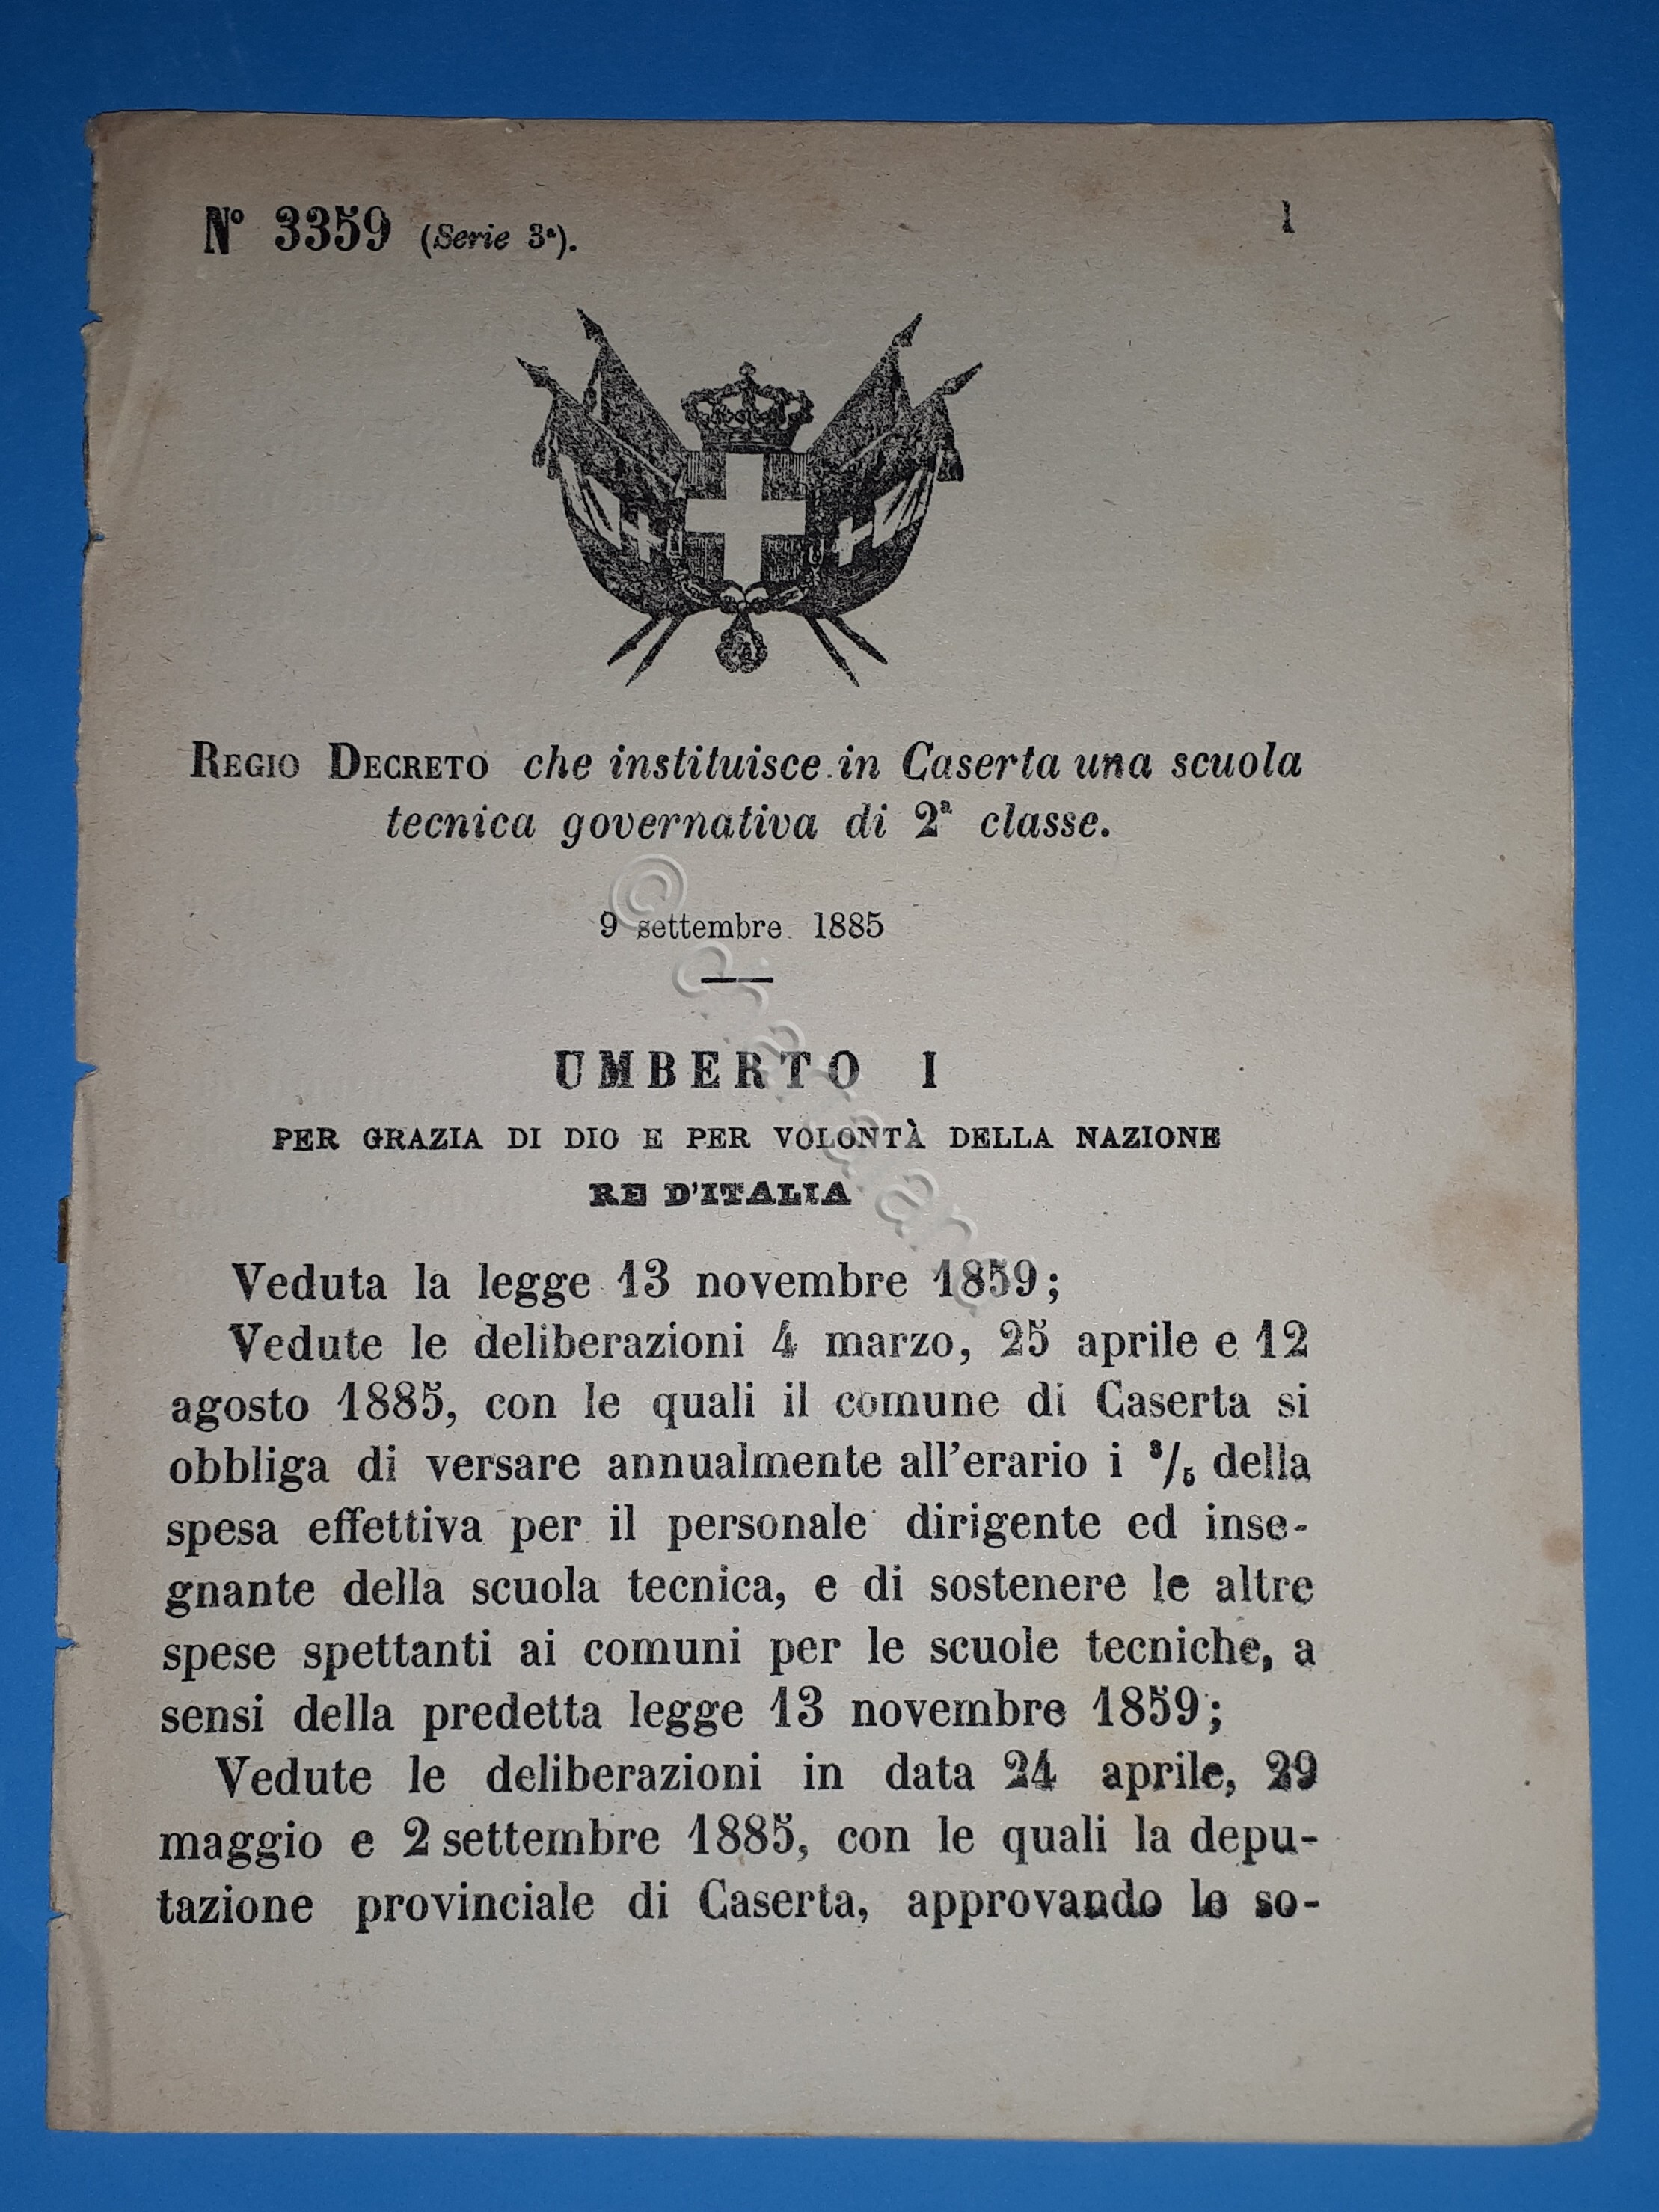 Nº 3359 (Serie 3ª).
1
REGIO DECRETO che instituisce in Caserta una scuola
tecnica governativa di 2ª classe.
9 settembre 1885
UMBERTO I
PER GRAZIA DI DIO E PER VOLONTÀ DELLA NAZIONE
RE D'ITALIA
Veduta la legge 13 novembre 1859;
Vedute le deliberazioni 4 marzo, 25 aprile e 12
agosto 1885, con le quali il comune di Caserta si
obbliga di versare annualmente all'erario i 3/5 della
spesa effettiva per il personale dirigente ed inse-
gnante della scuola tecnica, e di sostenere le altre
spese spettanti ai comuni per le scuole tecniche, a
sensi della predetta legge 13 novembre 1859;
Vedute le deliberazioni in data 24 aprile, 29
maggio e 2 settembre 1885, con le quali la depu-
tazione provinciale di Caserta, approvando le so-